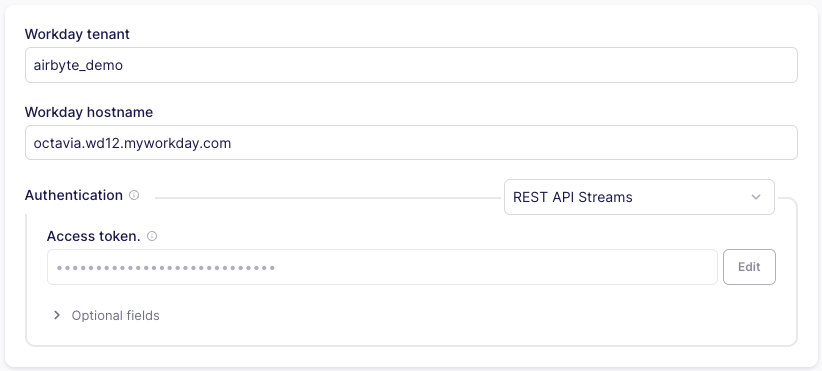 Workday tenant
airbyte_demo
Workday hostname
octavia.wd12.myworkday.com
Authentication
REST API Streams
Access token.
••••••••••••••••••••••••••••
Edit
Optional fields